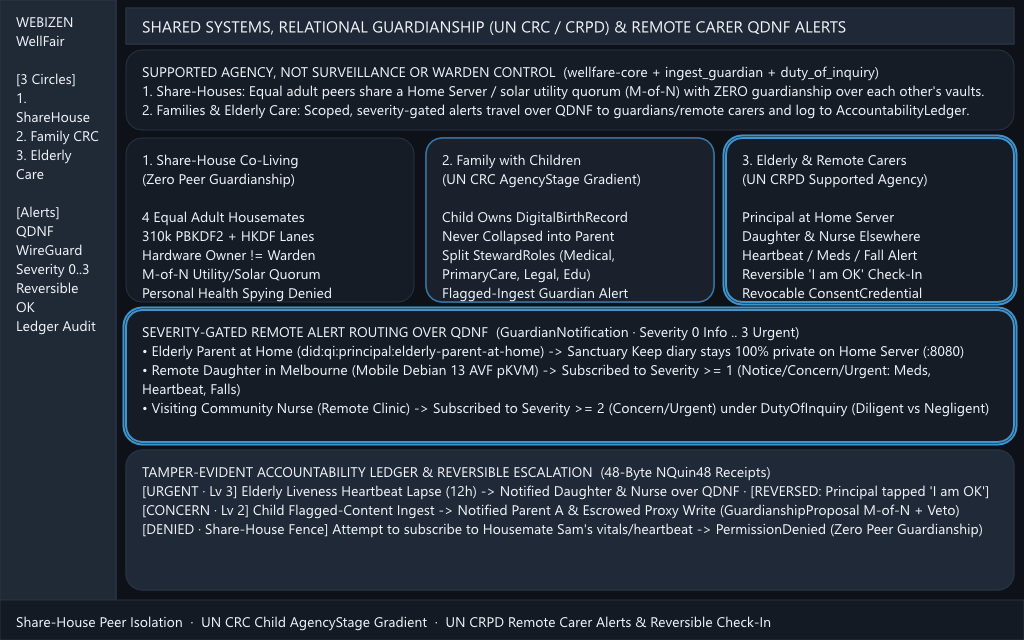 WEBIZEN
WellFair
[3 Circles]
1.
ShareHouse
2. Family CRC
3. Elderly
Care
[Alerts]
QDNF
WireGuard
Severity 0..3
Reversible
OK
Ledger Audit
SHARED SYSTEMS, RELATIONAL GUARDIANSHIP (UN CRC / CRPD) & REMOTE CARER QDNF ALERTS
SUPPORTED AGENCY, NOT SURVEILLANCE OR WARDEN CONTROL (wellfare-core + ingest_guardian + duty_of_inquiry)
1. Share-Houses: Equal adult peers share a Home Server / solar utility quorum (M-of-N) with ZERO guardianship over each other's vaults.
2. Families & Elderly Care: Scoped, severity-gated alerts travel over QDNF to guardians/remote carers and log to AccountabilityLedger.
1. Share-House Co-Living
(Zero Peer Guardianship)
4 Equal Adult Housemates
310k PBKDF2 + HKDF Lanes
Hardware Owner != Warden
M-of-N Utility/Solar Quorum
Personal Health Spying Denied
2. Family with Children
(UN CRC AgencyStage Gradient)
Child Owns DigitalBirthRecord
Never Collapsed into Parent
Split StewardRoles (Medical,
PrimaryCare, Legal, Edu)
Flagged-Ingest Guardian Alert
3. Elderly & Remote Carers
(UN CRPD Supported Agency)
Principal at Home Server
Daughter & Nurse Elsewhere
Heartbeat / Meds / Fall Alert
Reversible 'I am OK' Check-In
Revocable ConsentCredential
SEVERITY-GATED REMOTE ALERT ROUTING OVER QDNF (GuardianNotification · Severity 0 Info .. 3 Urgent)
• Elderly Parent at Home (did:qi:principal:elderly-parent-at-home) -> Sanctuary Keep diary stays 100% private on Home Server (:8080)
• Remote Daughter in Melbourne (Mobile Debian 13 AVF pKVM) -> Subscribed to Severity >= 1 (Notice/Concern/Urgent: Meds,
Heartbeat, Falls)
• Visiting Community Nurse (Remote Clinic) -> Subscribed to Severity >= 2 (Concern/Urgent) under DutyOfInquiry (Diligent vs Negligent)
TAMPER-EVIDENT ACCOUNTABILITY LEDGER & REVERSIBLE ESCALATION (48-Byte NQuin48 Receipts)
[URGENT · Lv 3] Elderly Liveness Heartbeat Lapse (12h) -> Notified Daughter & Nurse over QDNF · [REVERSED: Principal tapped 'I am OK']
[CONCERN · Lv 2] Child Flagged-Content Ingest -> Notified Parent A & Escrowed Proxy Write (GuardianshipProposal M-of-N + Veto)
[DENIED · Share-House Fence] Attempt to subscribe to Housemate Sam's vitals/heartbeat -> PermissionDenied (Zero Peer Guardianship)
Share-House Peer Isolation · UN CRC Child AgencyStage Gradient · UN CRPD Remote Carer Alerts & Reversible Check-In